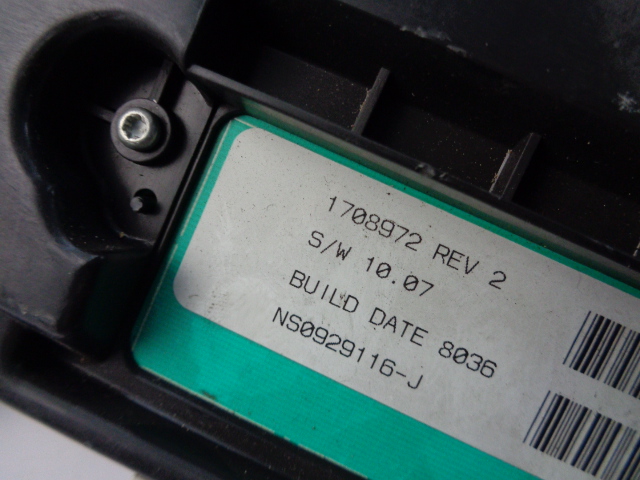 1708972 REV 2
S/W 10.07
BUILD DATE 8036
NS0929116-J